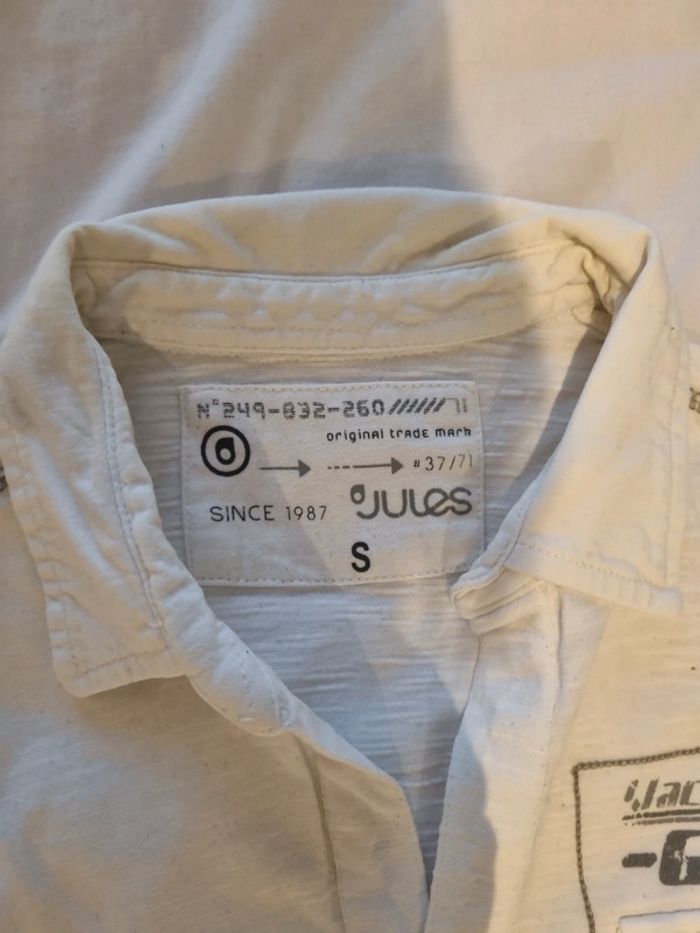 N°249-832-260///////71
original trade mark
#37/71
SINCE 1987
JULES
S